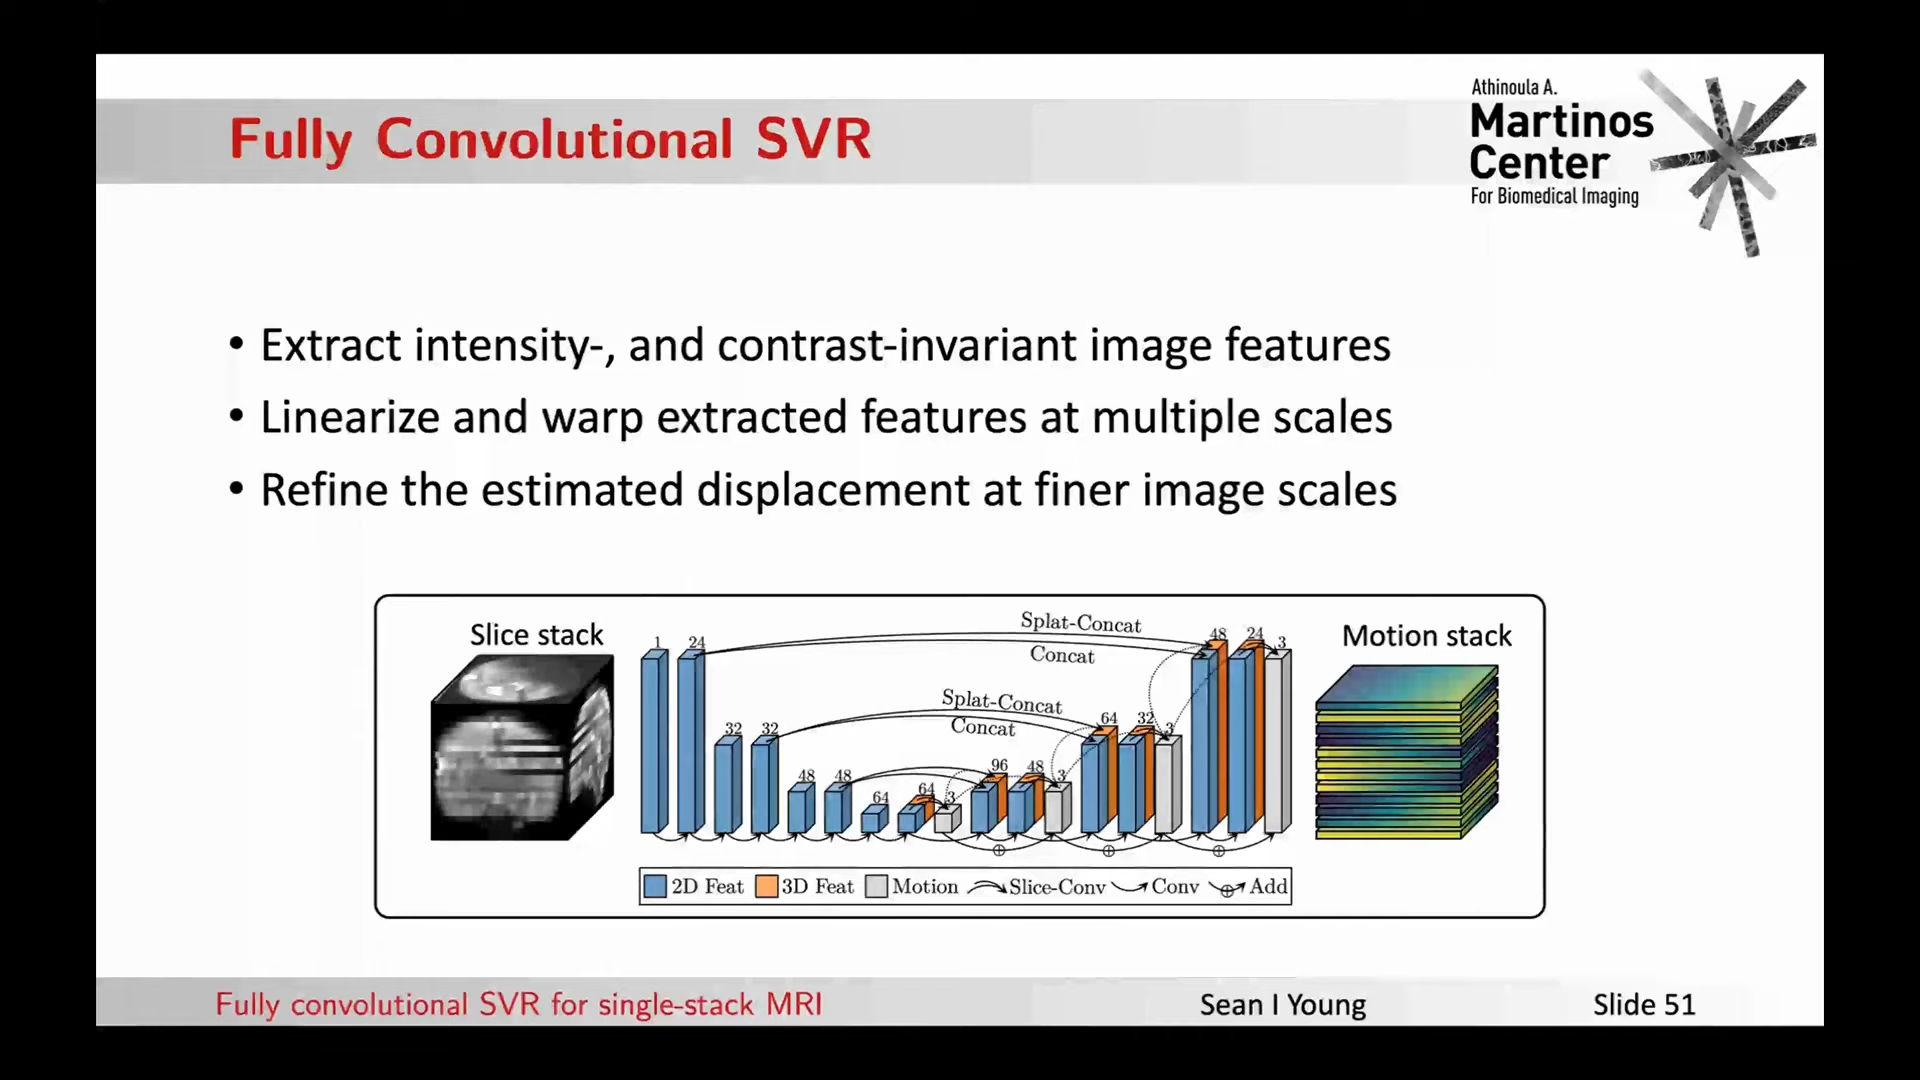 Fully Convolutional SVR
Athinoula A.
Martinos
Center
For Biomedical Imaging
• Extract intensity-, and contrast-invariant image features
• Linearize and warp extracted features at multiple scales
• Refine the estimated displacement at finer image scales
Slice stack
Motion stack
Splat-Concat
Concat
Splat-Concat
Concat
1 24 32 32 48 48 64 64 3 96 48 3 64 32 3 48 24 3
2D Feat 3D Feat Motion Slice-Conv Conv Add
Fully convolutional SVR for single-stack MRI
Sean I Young
Slide 51